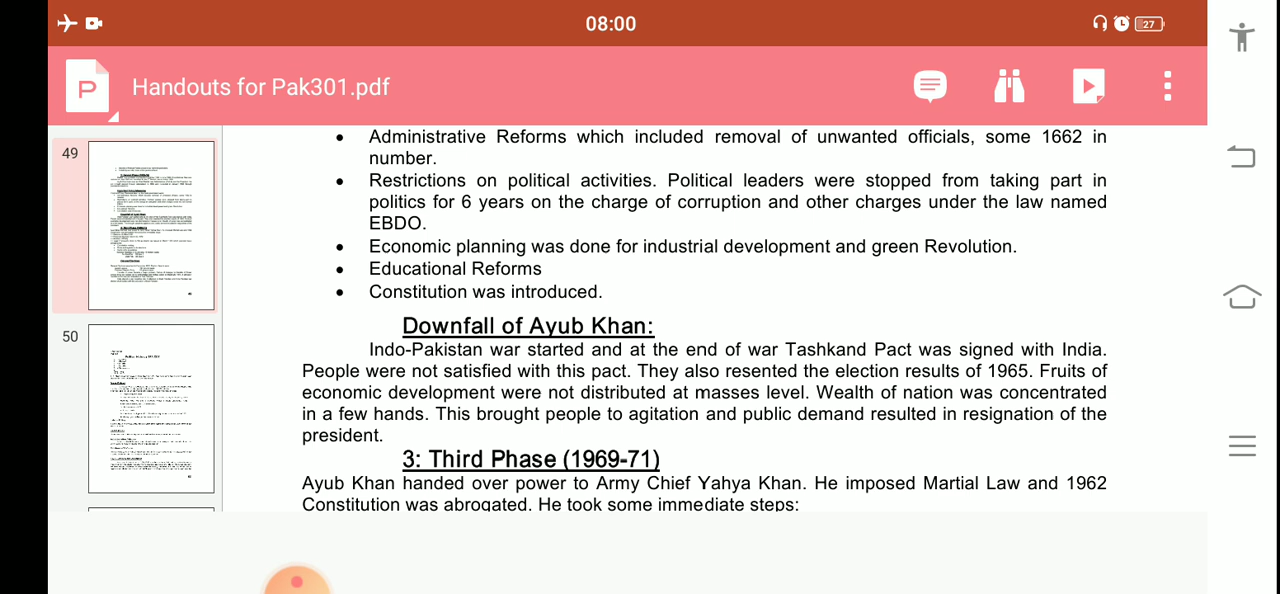 08:00
27
P
Handouts for Pak301.pdf
49
50
• Administrative Reforms which included removal of unwanted officials, some 1662 in
number.
• Restrictions on political activities. Political leaders were stopped from taking part in
politics for 6 years on the charge of corruption and other charges under the law named
EBDO.
• Economic planning was done for industrial development and green Revolution.
• Educational Reforms
• Constitution was introduced.
Downfall of Ayub Khan:
Indo-Pakistan war started and at the end of war Tashkand Pact was signed with India.
People were not satisfied with this pact. They also resented the election results of 1965. Fruits of
economic development were not distributed at masses level. Wealth of nation was concentrated
in a few hands. This brought people to agitation and public demand resulted in resignation of the
president.
3: Third Phase (1969-71)
Ayub Khan handed over power to Army Chief Yahya Khan. He imposed Martial Law and 1962
Constitution was abrogated. He took some immediate steps: